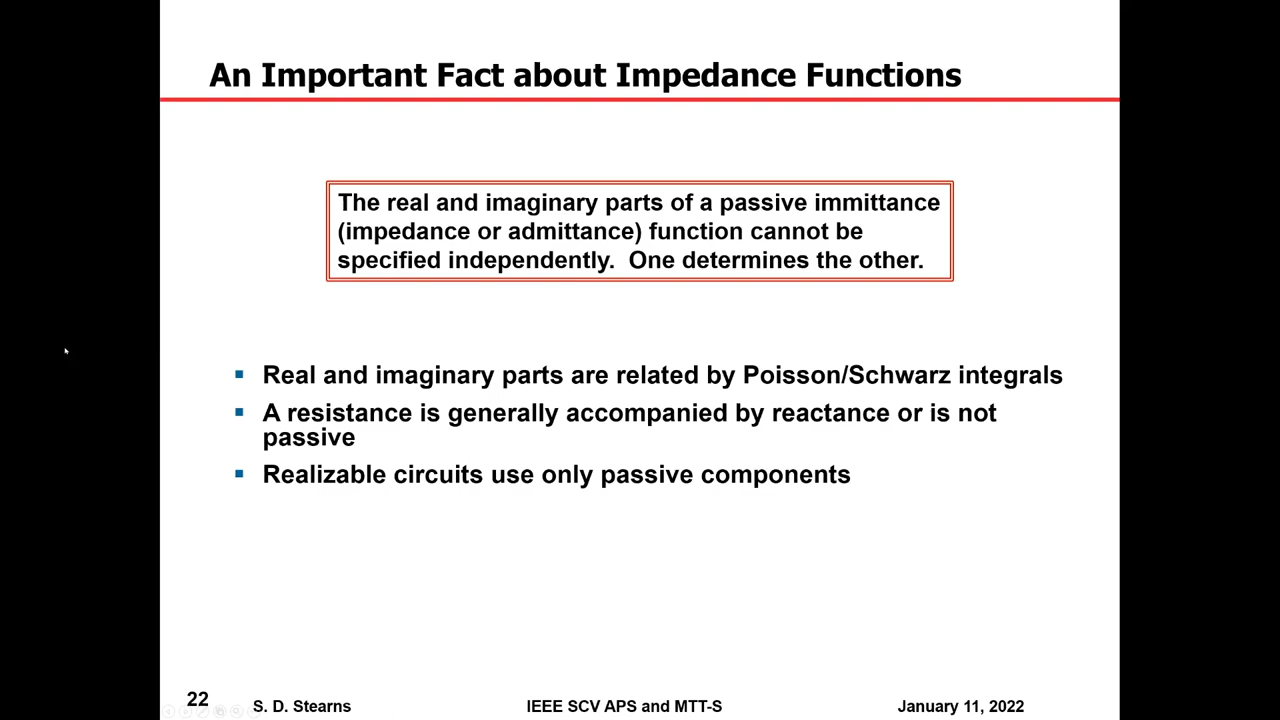 An Important Fact about Impedance Functions
The real and imaginary parts of a passive immittance
(impedance or admittance) function cannot be
specified independently.  One determines the other.
Real and imaginary parts are related by Poisson/Schwarz integrals
A resistance is generally accompanied by reactance or is not
passive
Realizable circuits use only passive components
22 S. D. Stearns IEEE SCV APS and MTT-S January 11, 2022